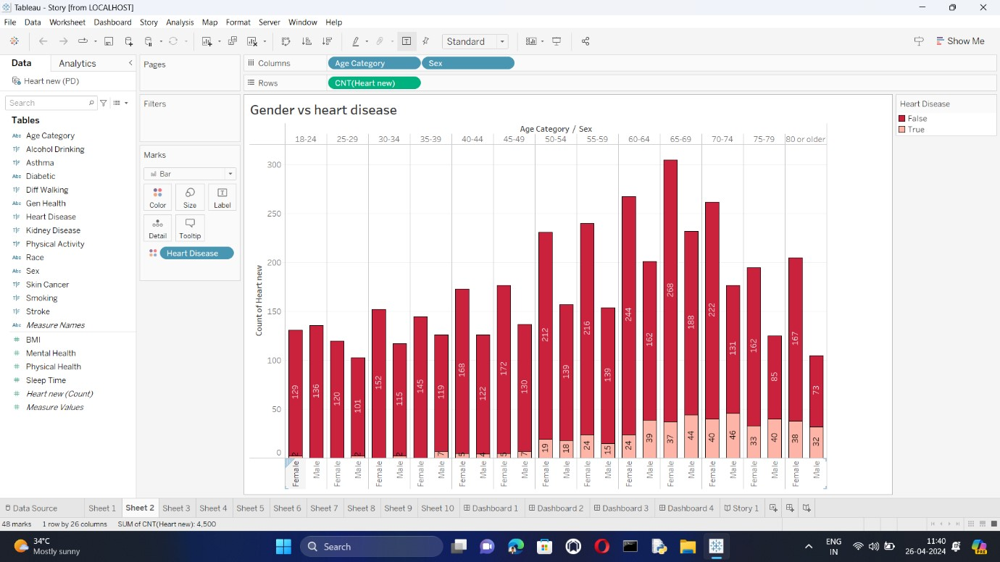 Tableau - Story [from LOCALHOST]
File Data Worksheet Dashboard Story Analysis Map Format Server Window Help
Standard
Show Me
Data Analytics
Heart new (PD)
Search
Tables
Abc Age Category
T|F Alcohol Drinking
T|F Asthma
Abc Diabetic
T|F Diff Walking
Abc Gen Health
T|F Heart Disease
T|F Kidney Disease
T|F Physical Activity
Abc Race
Abc Sex
T|F Skin Cancer
T|F Smoking
T|F Stroke
Abc Measure Names
# BMI
# Mental Health
# Physical Health
# Sleep Time
# Heart new (Count)
# Measure Values
Pages
Filters
Marks
Bar
Color Size Label
Detail Tooltip
Heart Disease
Columns Age Category Sex
Rows CNT(Heart new)
Gender vs heart disease
Age Category / Sex
18-24 25-29 30-34 35-39 40-44 45-49 50-54 55-59 60-64 65-69 70-74 75-79 80 or older
Count of Heart new
300
250
200
150
100
50
0
129 136 120 101 152 115 145 119 168 122 172 130 212 139 216 139 244 162 268 188 222 131 162 85 167 73
2 2 2 7 5 4 5 7 19 18 24 15 24 39 37 44 40 46 33 40 38 32
Female Male Female Male Female Male Female Male Female Male Female Male Female Male Female Male Female Male Female Male Female Male Female Male Female Male
Heart Disease
False
True
Data Source Sheet 1 Sheet 2 Sheet 3 Sheet 4 Sheet 5 Sheet 6 Sheet 7 Sheet 8 Sheet 9 Sheet 10 Dashboard 1 Dashboard 2 Dashboard 3 Dashboard 4 Story 1
48 marks 1 row by 26 columns SUM of CNT(Heart new): 4,500
34°C
Mostly sunny
Search
ENG
IN
11:40
26-04-2024
PRE